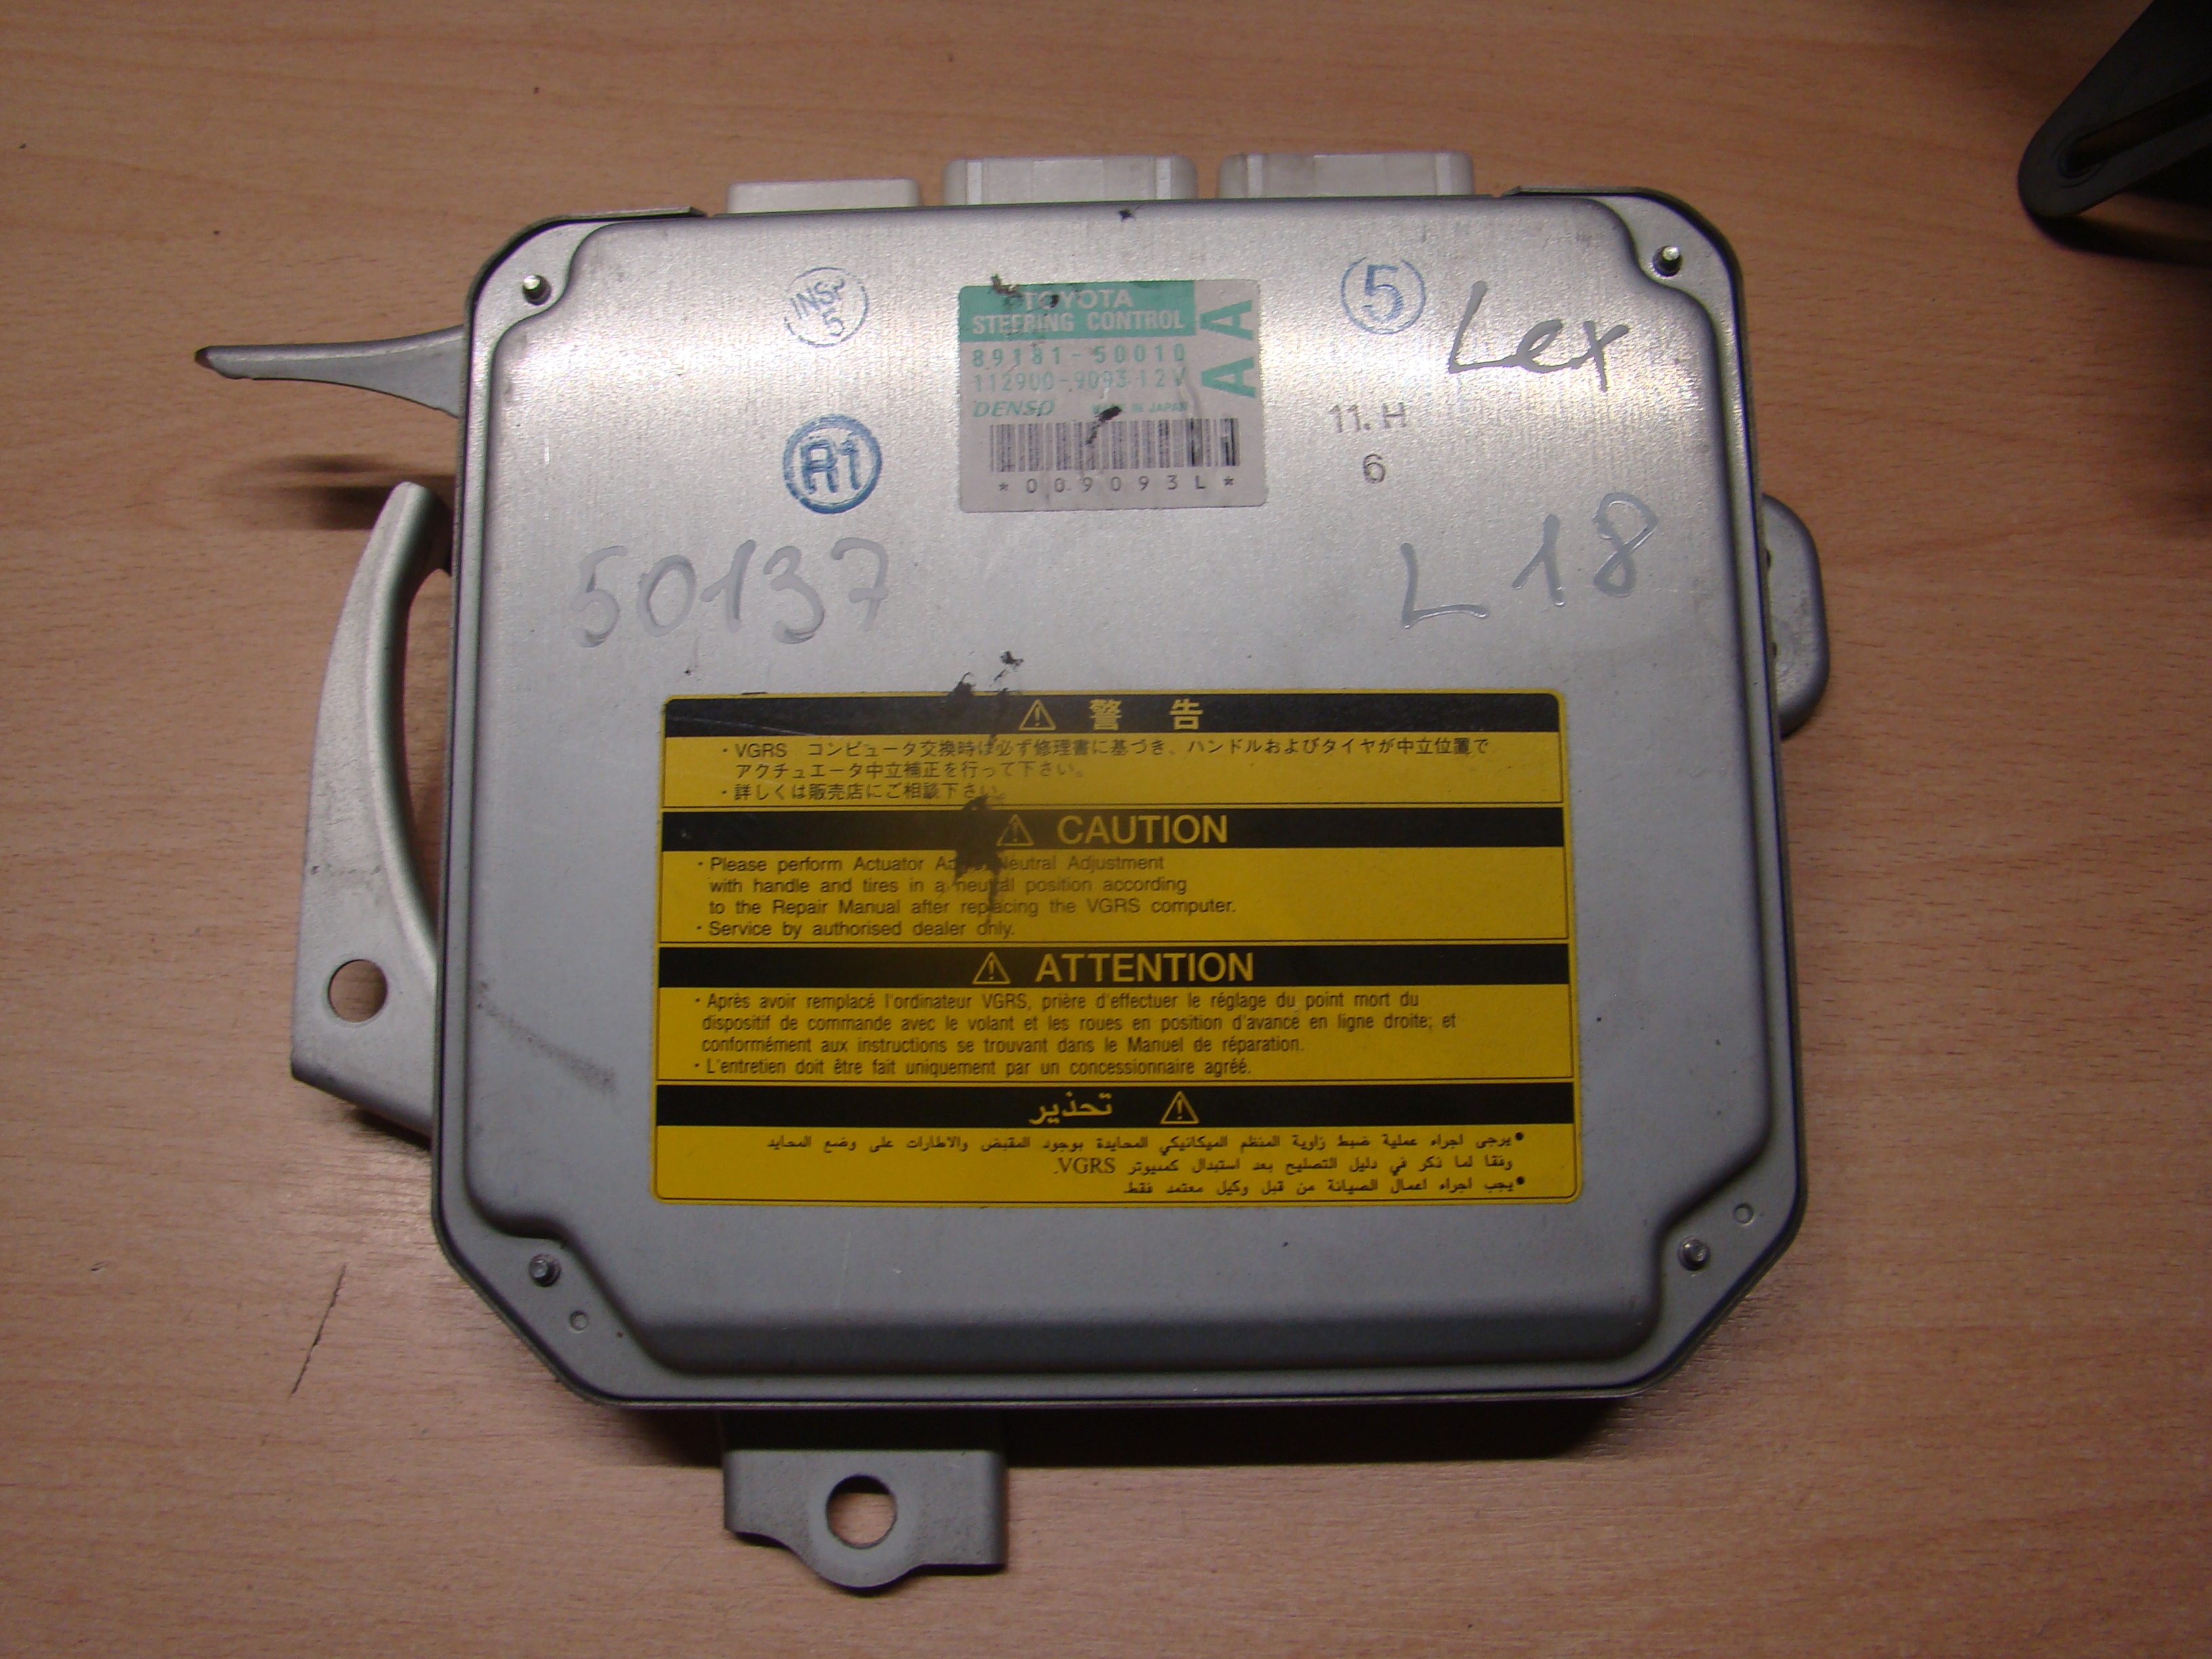 INSP
5
TOYOTA
STEERING CONTROL
AA
89181-50010
112900-9093 12V
DENSO MADE IN JAPAN
*009093L*
5
Lex
R1
11.H
6
50137
L 18
警 告
・VGRS コンピュータ交換時は必ず修理書に基づき、ハンドルおよびタイヤが中立位置で
アクチュエータ中立補正を行って下さい。
・詳しくは販売店にご相談下さい。
CAUTION
・Please perform Actuator Neutral Adjustment
with handle and tires in a neutral position according
to the Repair Manual after replacing the VGRS computer.
・Service by authorised dealer only.
ATTENTION
・Après avoir remplacé l'ordinateur VGRS, prière d'effectuer le réglage du point mort du
dispositif de commande avec le volant et les roues en position d'avance en ligne droite; et
conformément aux instructions se trouvant dans le Manuel de réparation.
・L'entretien doit être fait uniquement par un concessionnaire agréé.
تحذير
•يرجى اجراء عملية ضبط زاوية المنظم الميكانيكي المحايدة بوجود المقبض والاطارات على وضع المحايد
وفقا لما ذكر في دليل التصليح بعد استبدال كمبيوتر VGRS.
•يجب اجراء اعمال الصيانة من قبل وكيل معتمد فقط.